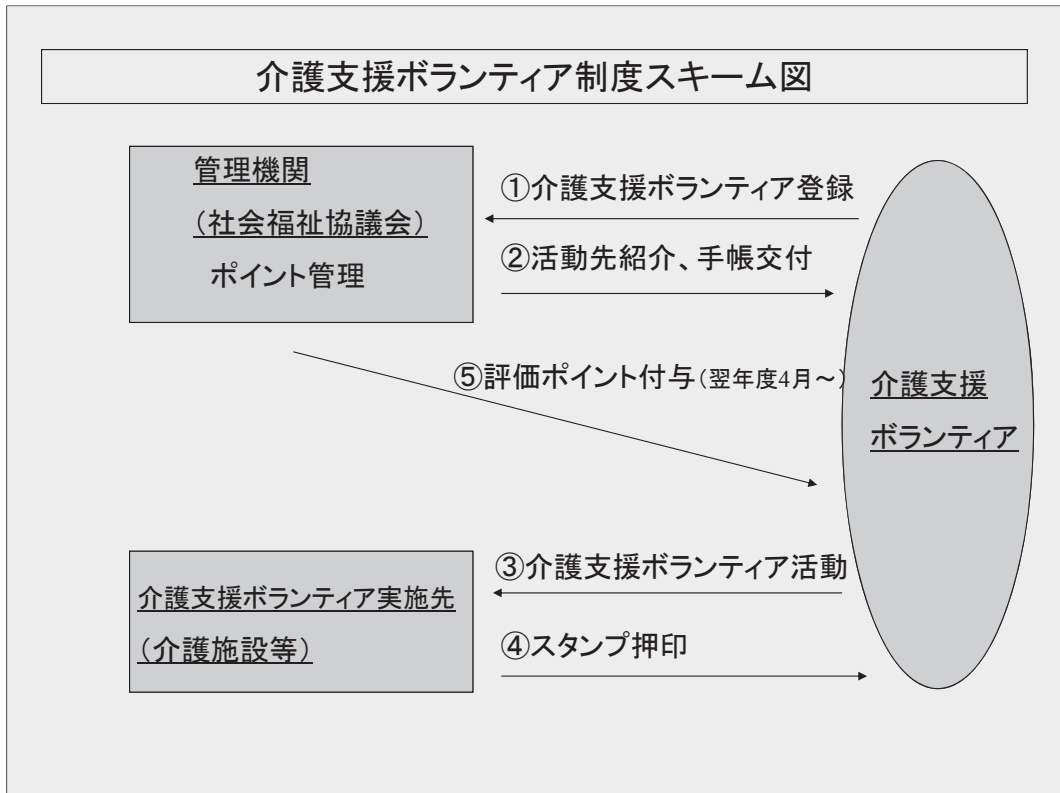 介護支援ボランティア制度スキーム図
管理機関
（社会福祉協議会）
ポイント管理
①介護支援ボランティア登録
②活動先紹介、手帳交付
⑤評価ポイント付与（翌年度4月～）
介護支援
ボランティア
介護支援ボランティア実施先
（介護施設等）
③介護支援ボランティア活動
④スタンプ押印